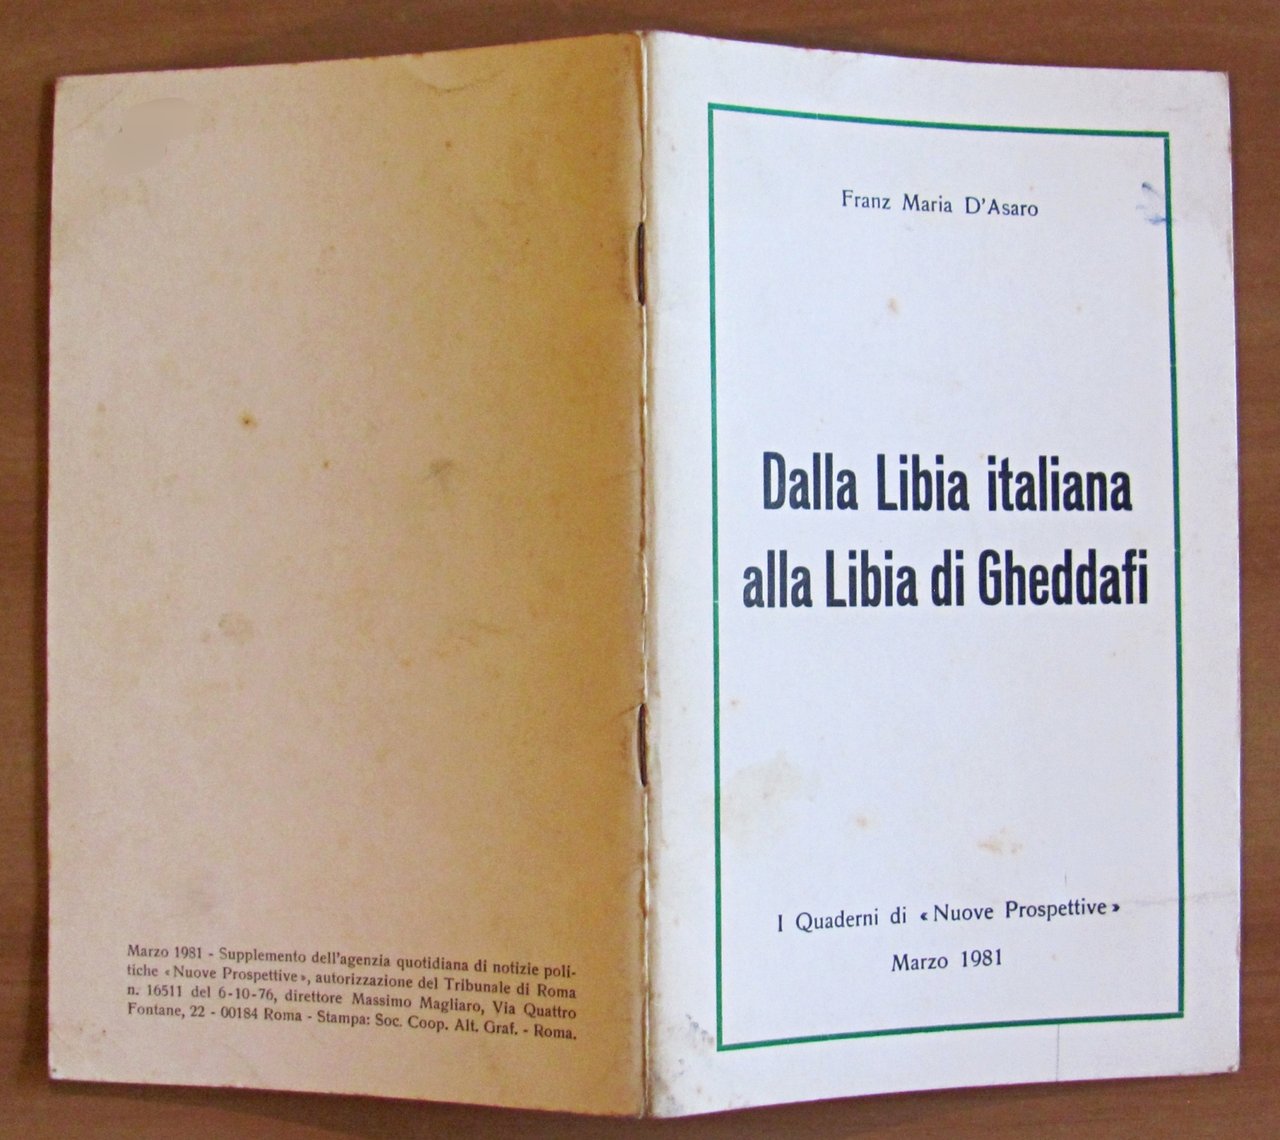 Marzo 1981 - Supplemento dell'agenzia quotidiana di notizie poli-
tiche «Nuove Prospettive», autorizzazione del Tribunale di Roma
n. 16511 del 6-10-76, direttore Massimo Magliaro, Via Quattro
Fontane, 22 - 00184 Roma - Stampa: Soc. Coop. Alt. Graf. - Roma.
Franz Maria D'Asaro
Dalla Libia italiana
alla Libia di Gheddafi
I Quaderni di «Nuove Prospettive»
Marzo 1981